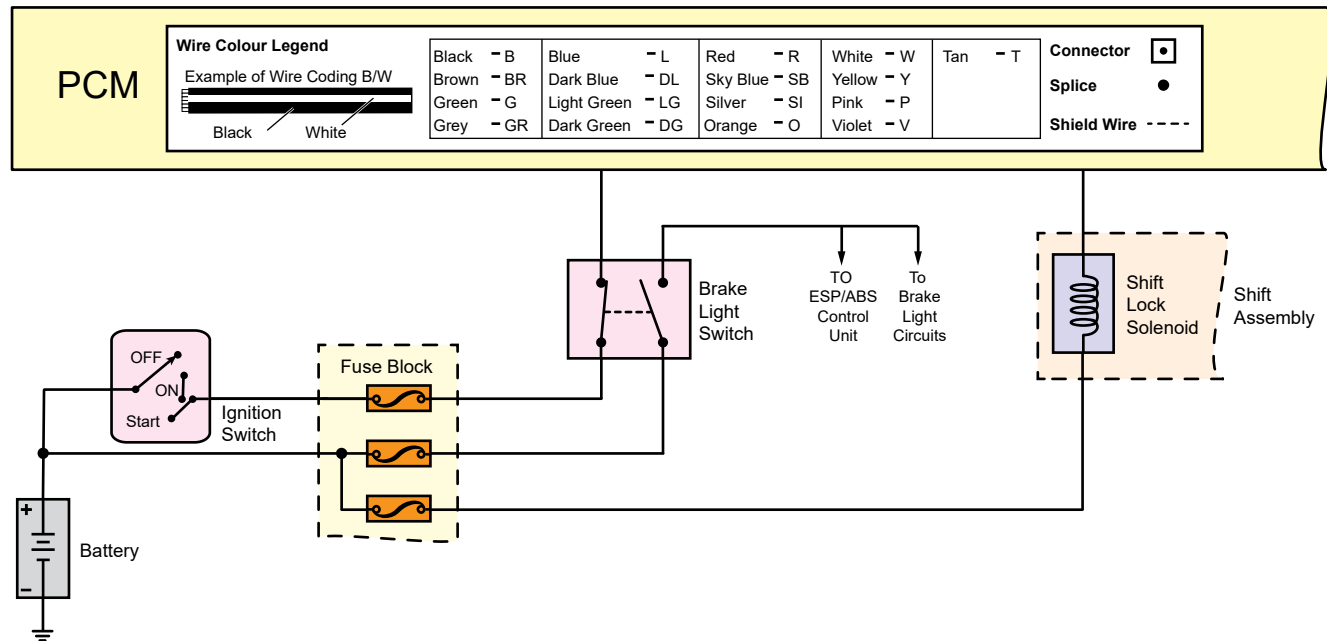 PCM
Wire Colour Legend
Example of Wire Coding B/W
Black
White
Black - B
Brown - BR
Green - G
Grey - GR
Blue - L
Dark Blue - DL
Light Green - LG
Dark Green - DG
Red - R
Sky Blue - SB
Silver - SI
Orange - O
White - W
Yellow - Y
Pink - P
Violet - V
Tan - T
Connector
Splice
Shield Wire
Brake
Light
Switch
TO
ESP/ABS
Control
Unit
To
Brake
Light
Circuits
Shift
Lock
Solenoid
Shift
Assembly
OFF
ON
Start
Ignition
Switch
Fuse Block
+
−
Battery